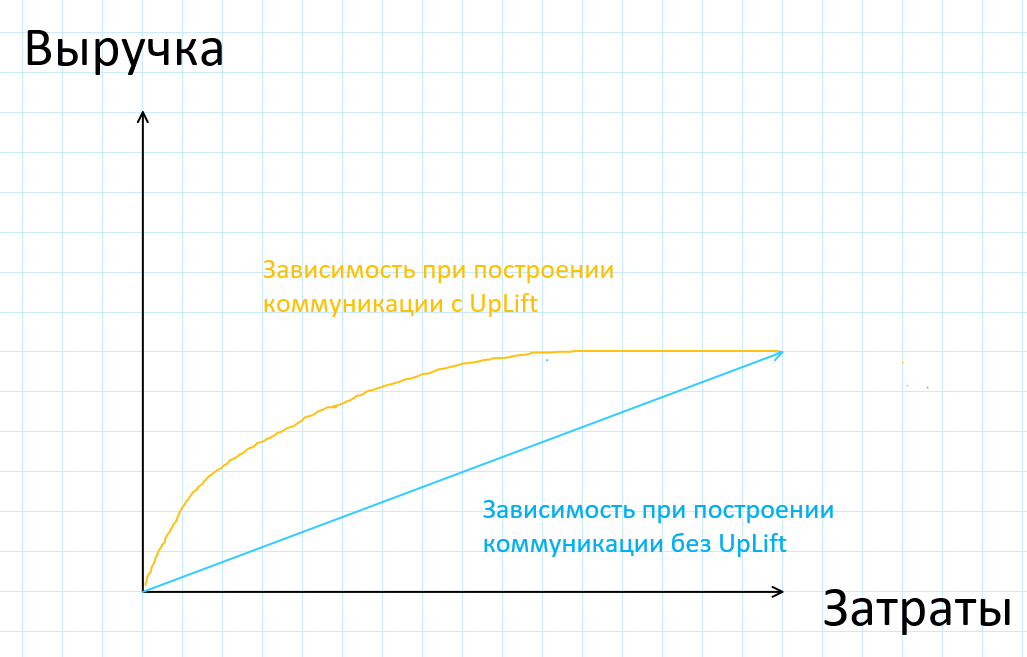 Выручка
Зависимость при построении
коммуникации с UpLift
Зависимость при построении
коммуникации без UpLift
Затраты